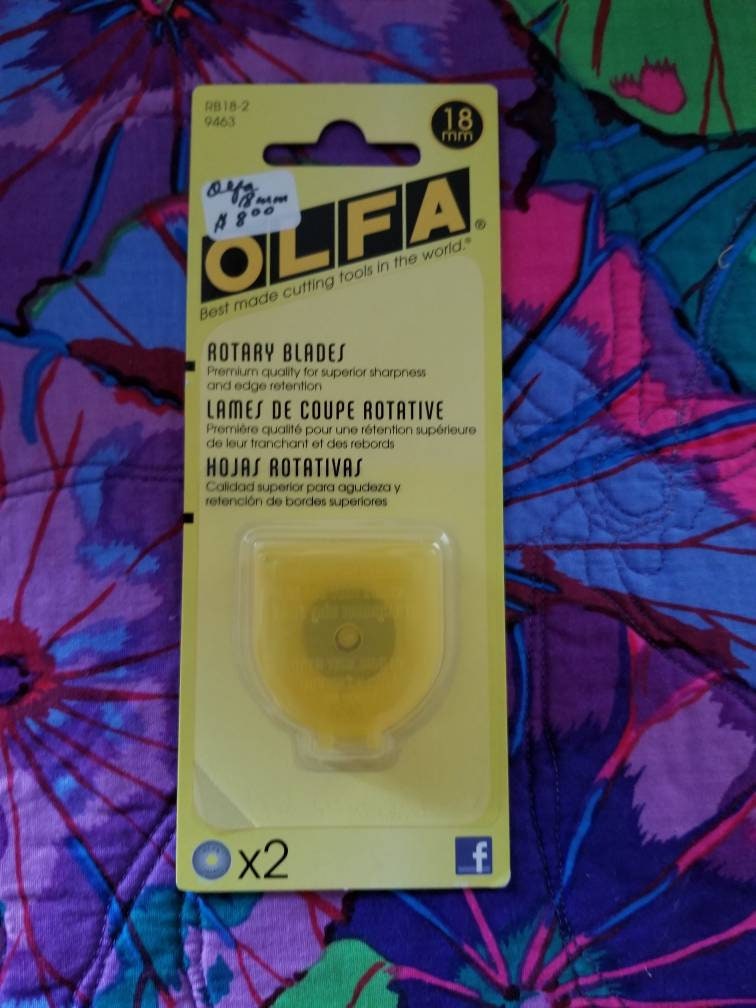 RB18-2
9463
18
mm
Olfa
18mm
$ 8.00
OLFA®
Best made cutting tools in the world.®
ROTARY BLADES
Premium quality for superior sharpness
and edge retention
LAMES DE COUPE ROTATIVE
Première qualité pour une rétention supérieure
de leur tranchant et des rebords
HOJAS ROTATIVAS
Calidad superior para agudeza y
retención de bordes superiores
x2
f